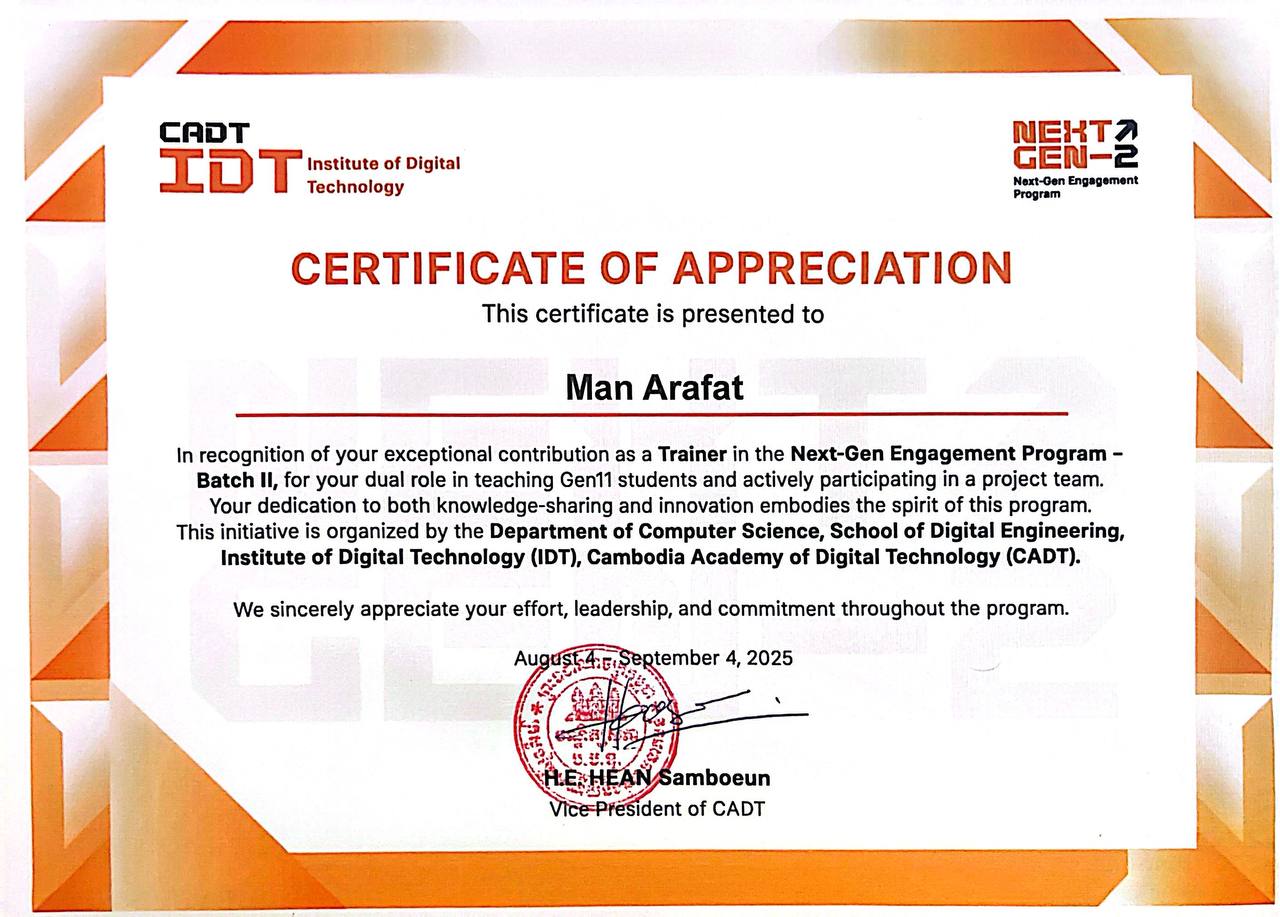 CADT
IDT
Institute of Digital
Technology
NEXT
GEN-2
Next-Gen Engagement
Program
CERTIFICATE OF APPRECIATION
This certificate is presented to
Man Arafat
In recognition of your exceptional contribution as a Trainer in the Next-Gen Engagement Program –
Batch II, for your dual role in teaching Gen11 students and actively participating in a project team.
Your dedication to both knowledge-sharing and innovation embodies the spirit of this program.
This initiative is organized by the Department of Computer Science, School of Digital Engineering,
Institute of Digital Technology (IDT), Cambodia Academy of Digital Technology (CADT).
We sincerely appreciate your effort, leadership, and commitment throughout the program.
August 4 – September 4, 2025
H.E. HEAN Samboeun
Vice President of CADT